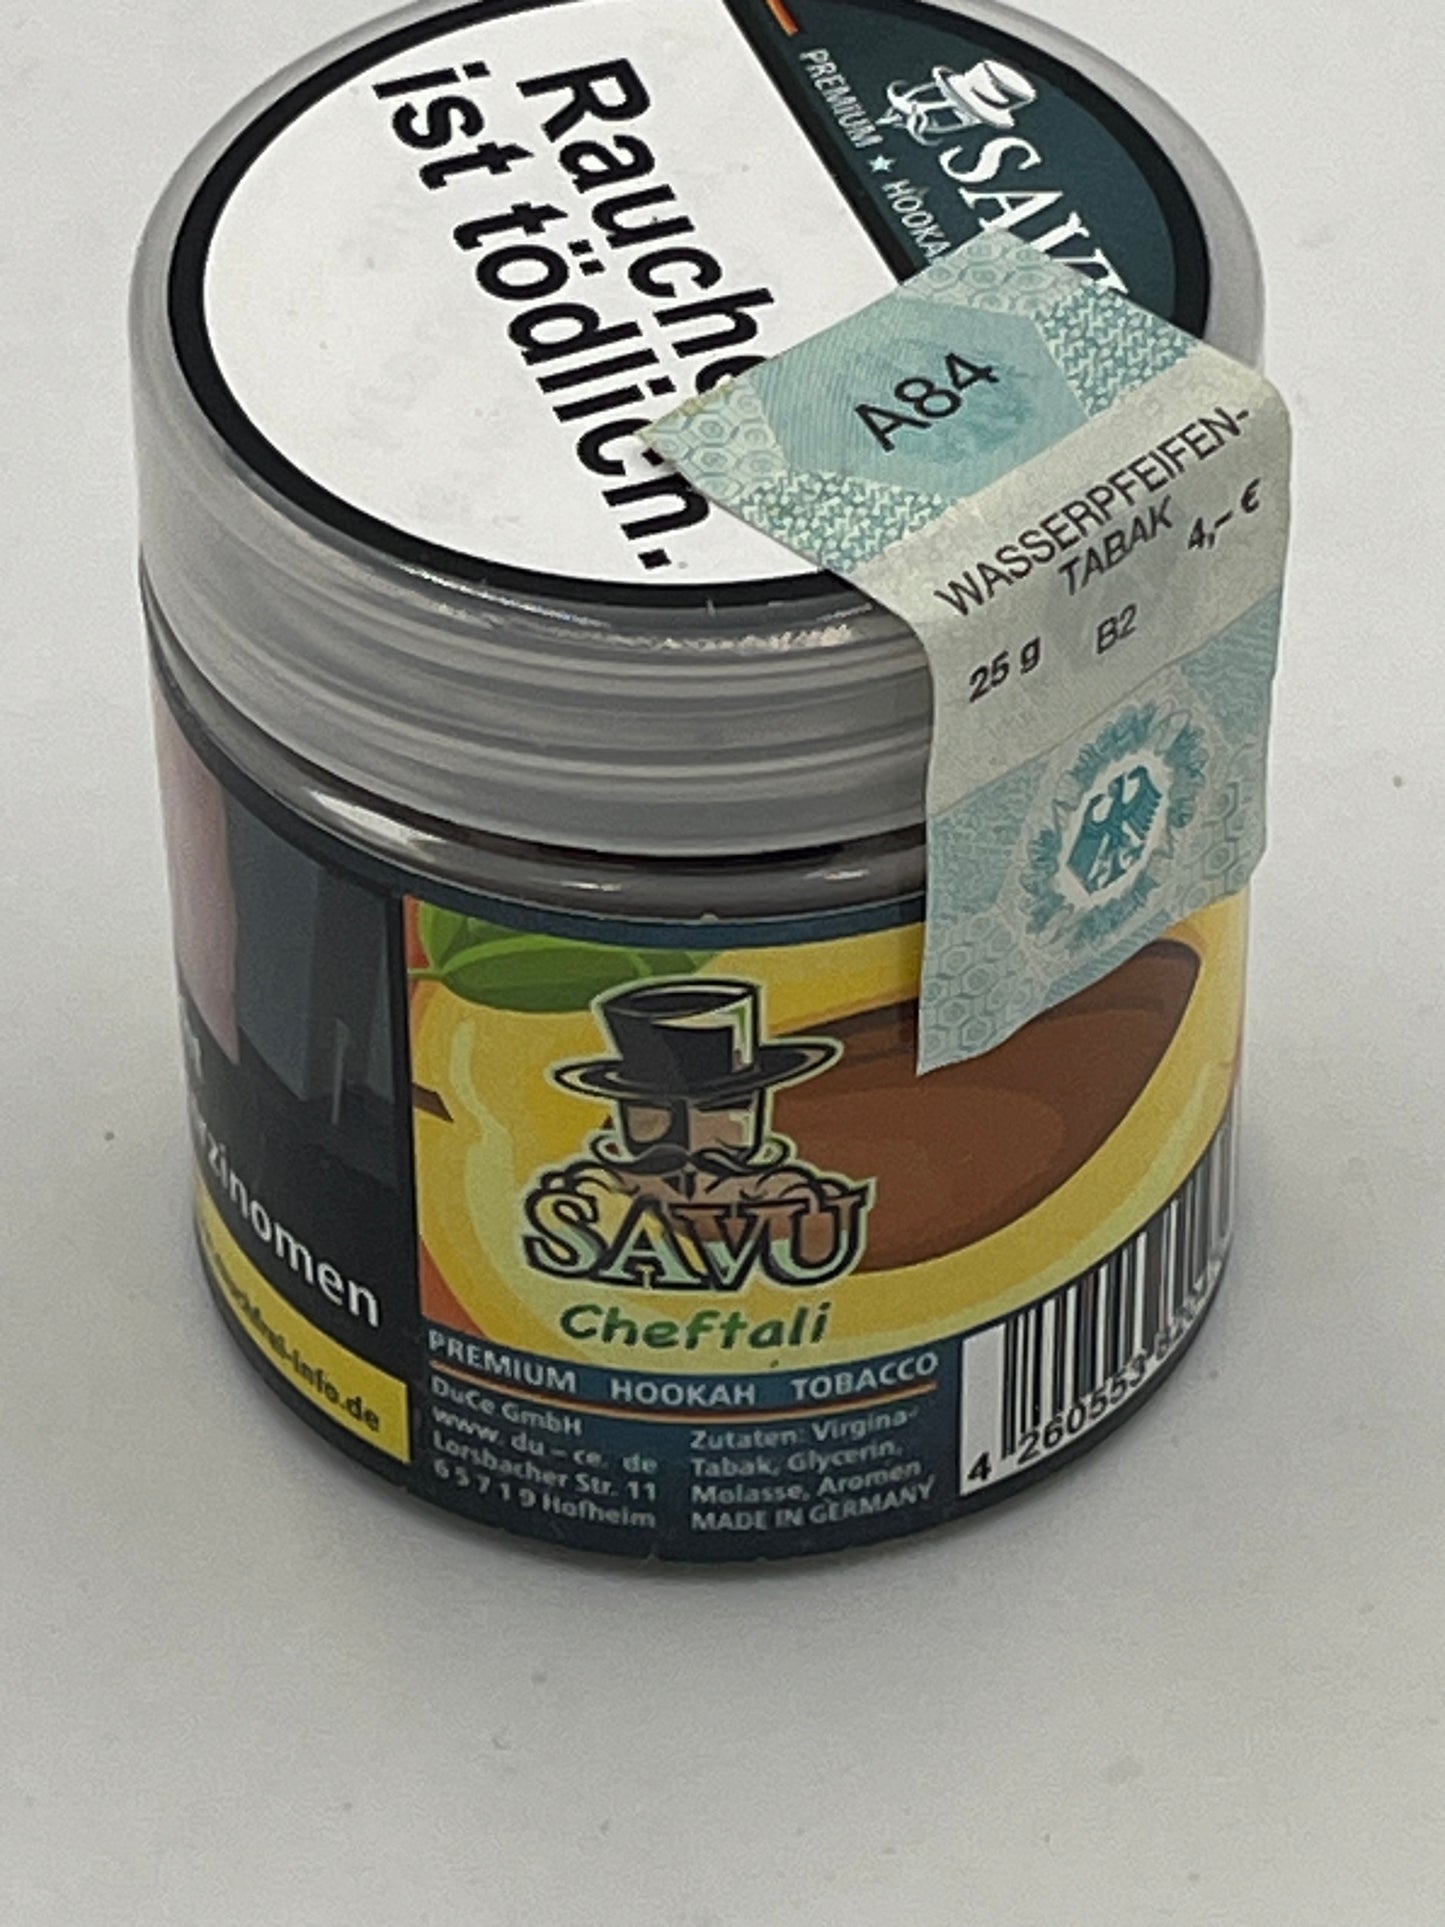 Rauche
ist tödlich.
PREMIUM ★ HOOKA
SAV
A84
WASSERPFEIFEN-
TABAK 4,– €
25 g B2
SAVU
Cheftali
PREMIUM HOOKAH TOBACCO
DuCe GmbH
www. du – ce. de
Lorsbacher Str. 11
6 5 7 1 9 Hofheim
Zutaten: Virgina-
Tabak, Glycerin,
Molasse, Aromen
MADE IN GERMANY
4 260553